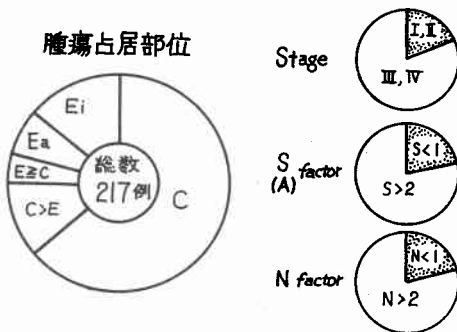 腫瘍占居部位
Ei
Ea
E≧C
C>E
C
総数
217例
Stage
I,II
III,IV
S
(A) factor
S<1
S>2
N factor
N<1
N>2